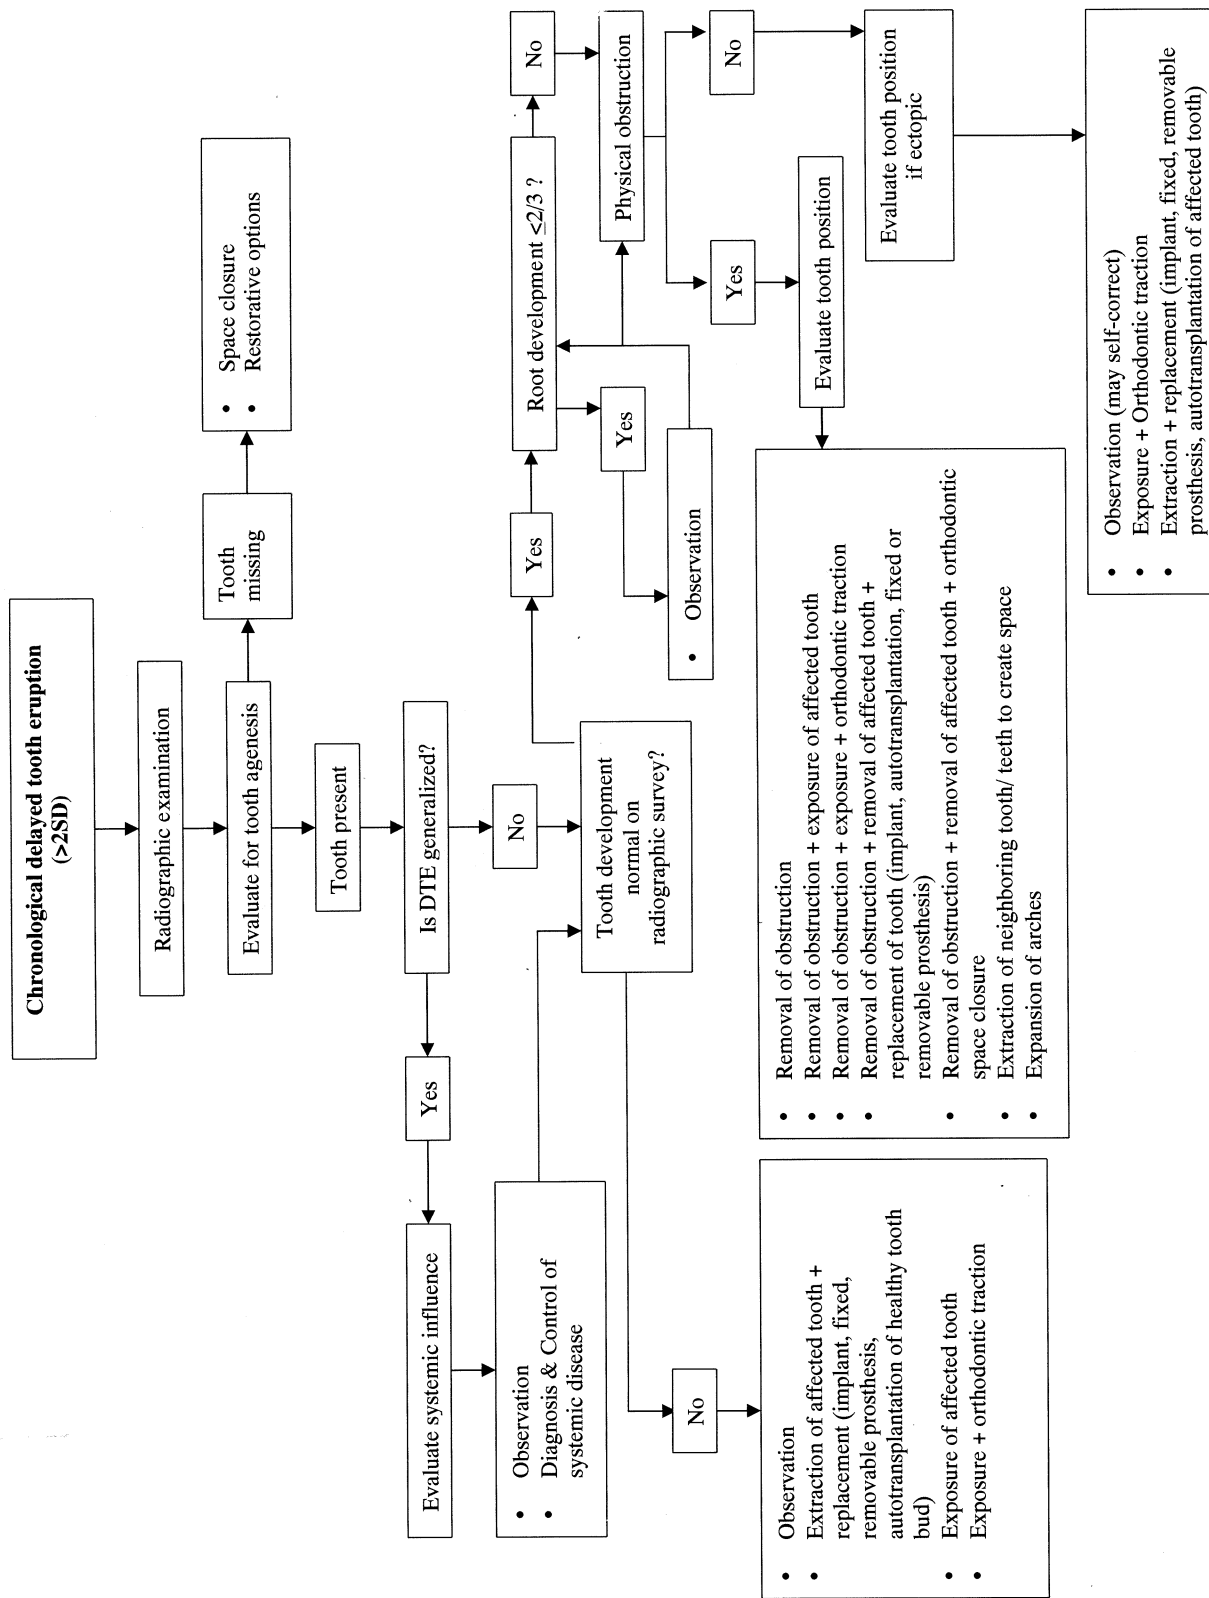 Chronological delayed tooth eruption
(>2SD)
Radiographic examination
Evaluate for tooth agenesis
Tooth
missing
• Space closure
• Restorative options
Tooth present
Is DTE generalized?
Yes
No
Evaluate systemic influence
• Observation
• Diagnosis & Control of
systemic disease
Tooth development
normal on
radiographic survey?
Yes
No
Root development <2/3 ?
No
Yes
• Observation
Physical obstruction
No
Yes
Evaluate tooth position
Evaluate tooth position
if ectopic
• Observation
• Extraction of affected tooth +
replacement (implant, fixed,
removable prosthesis,
autotransplantation of healthy tooth
bud)
• Exposure of affected tooth
• Exposure + orthodontic traction
• Removal of obstruction
• Removal of obstruction + exposure of affected tooth
• Removal of obstruction + exposure + orthodontic traction
• Removal of obstruction + removal of affected tooth +
replacement of tooth (implant, autotransplantation, fixed or
removable prosthesis)
• Removal of obstruction + removal of affected tooth + orthodontic
space closure
• Extraction of neighboring tooth/ teeth to create space
• Expansion of arches
• Observation (may self-correct)
• Exposure + Orthodontic traction
• Extraction + replacement (implant, fixed, removable
prosthesis, autotransplantation of affected tooth)